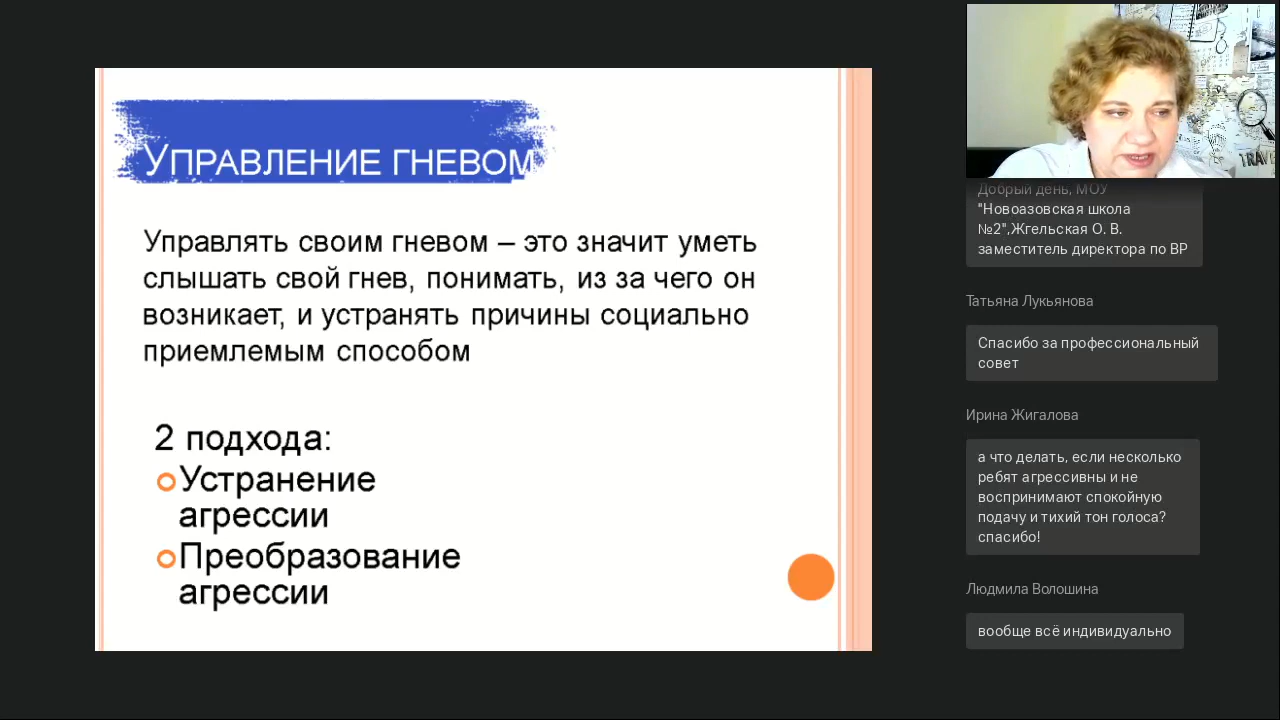 УПРАВЛЕНИЕ ГНЕВОМ
Управлять своим гневом – это значит уметь
слышать свой гнев, понимать, из за чего он
возникает, и устранять причины социально
приемлемым способом
2 подхода:
Устранение
агрессии
Преобразование
агрессии
TRAVEL
Добрый день, МОУ
"Новоазовская школа
№2",Жгельская О. В.
заместитель директора по ВР
Татьяна Лукьянова
Спасибо за профессиональный
совет
Ирина Жигалова
а что делать, если несколько
ребят агрессивны и не
воспринимают спокойную
подачу и тихий тон голоса?
спасибо!
Людмила Волошина
вообще всё индивидуально